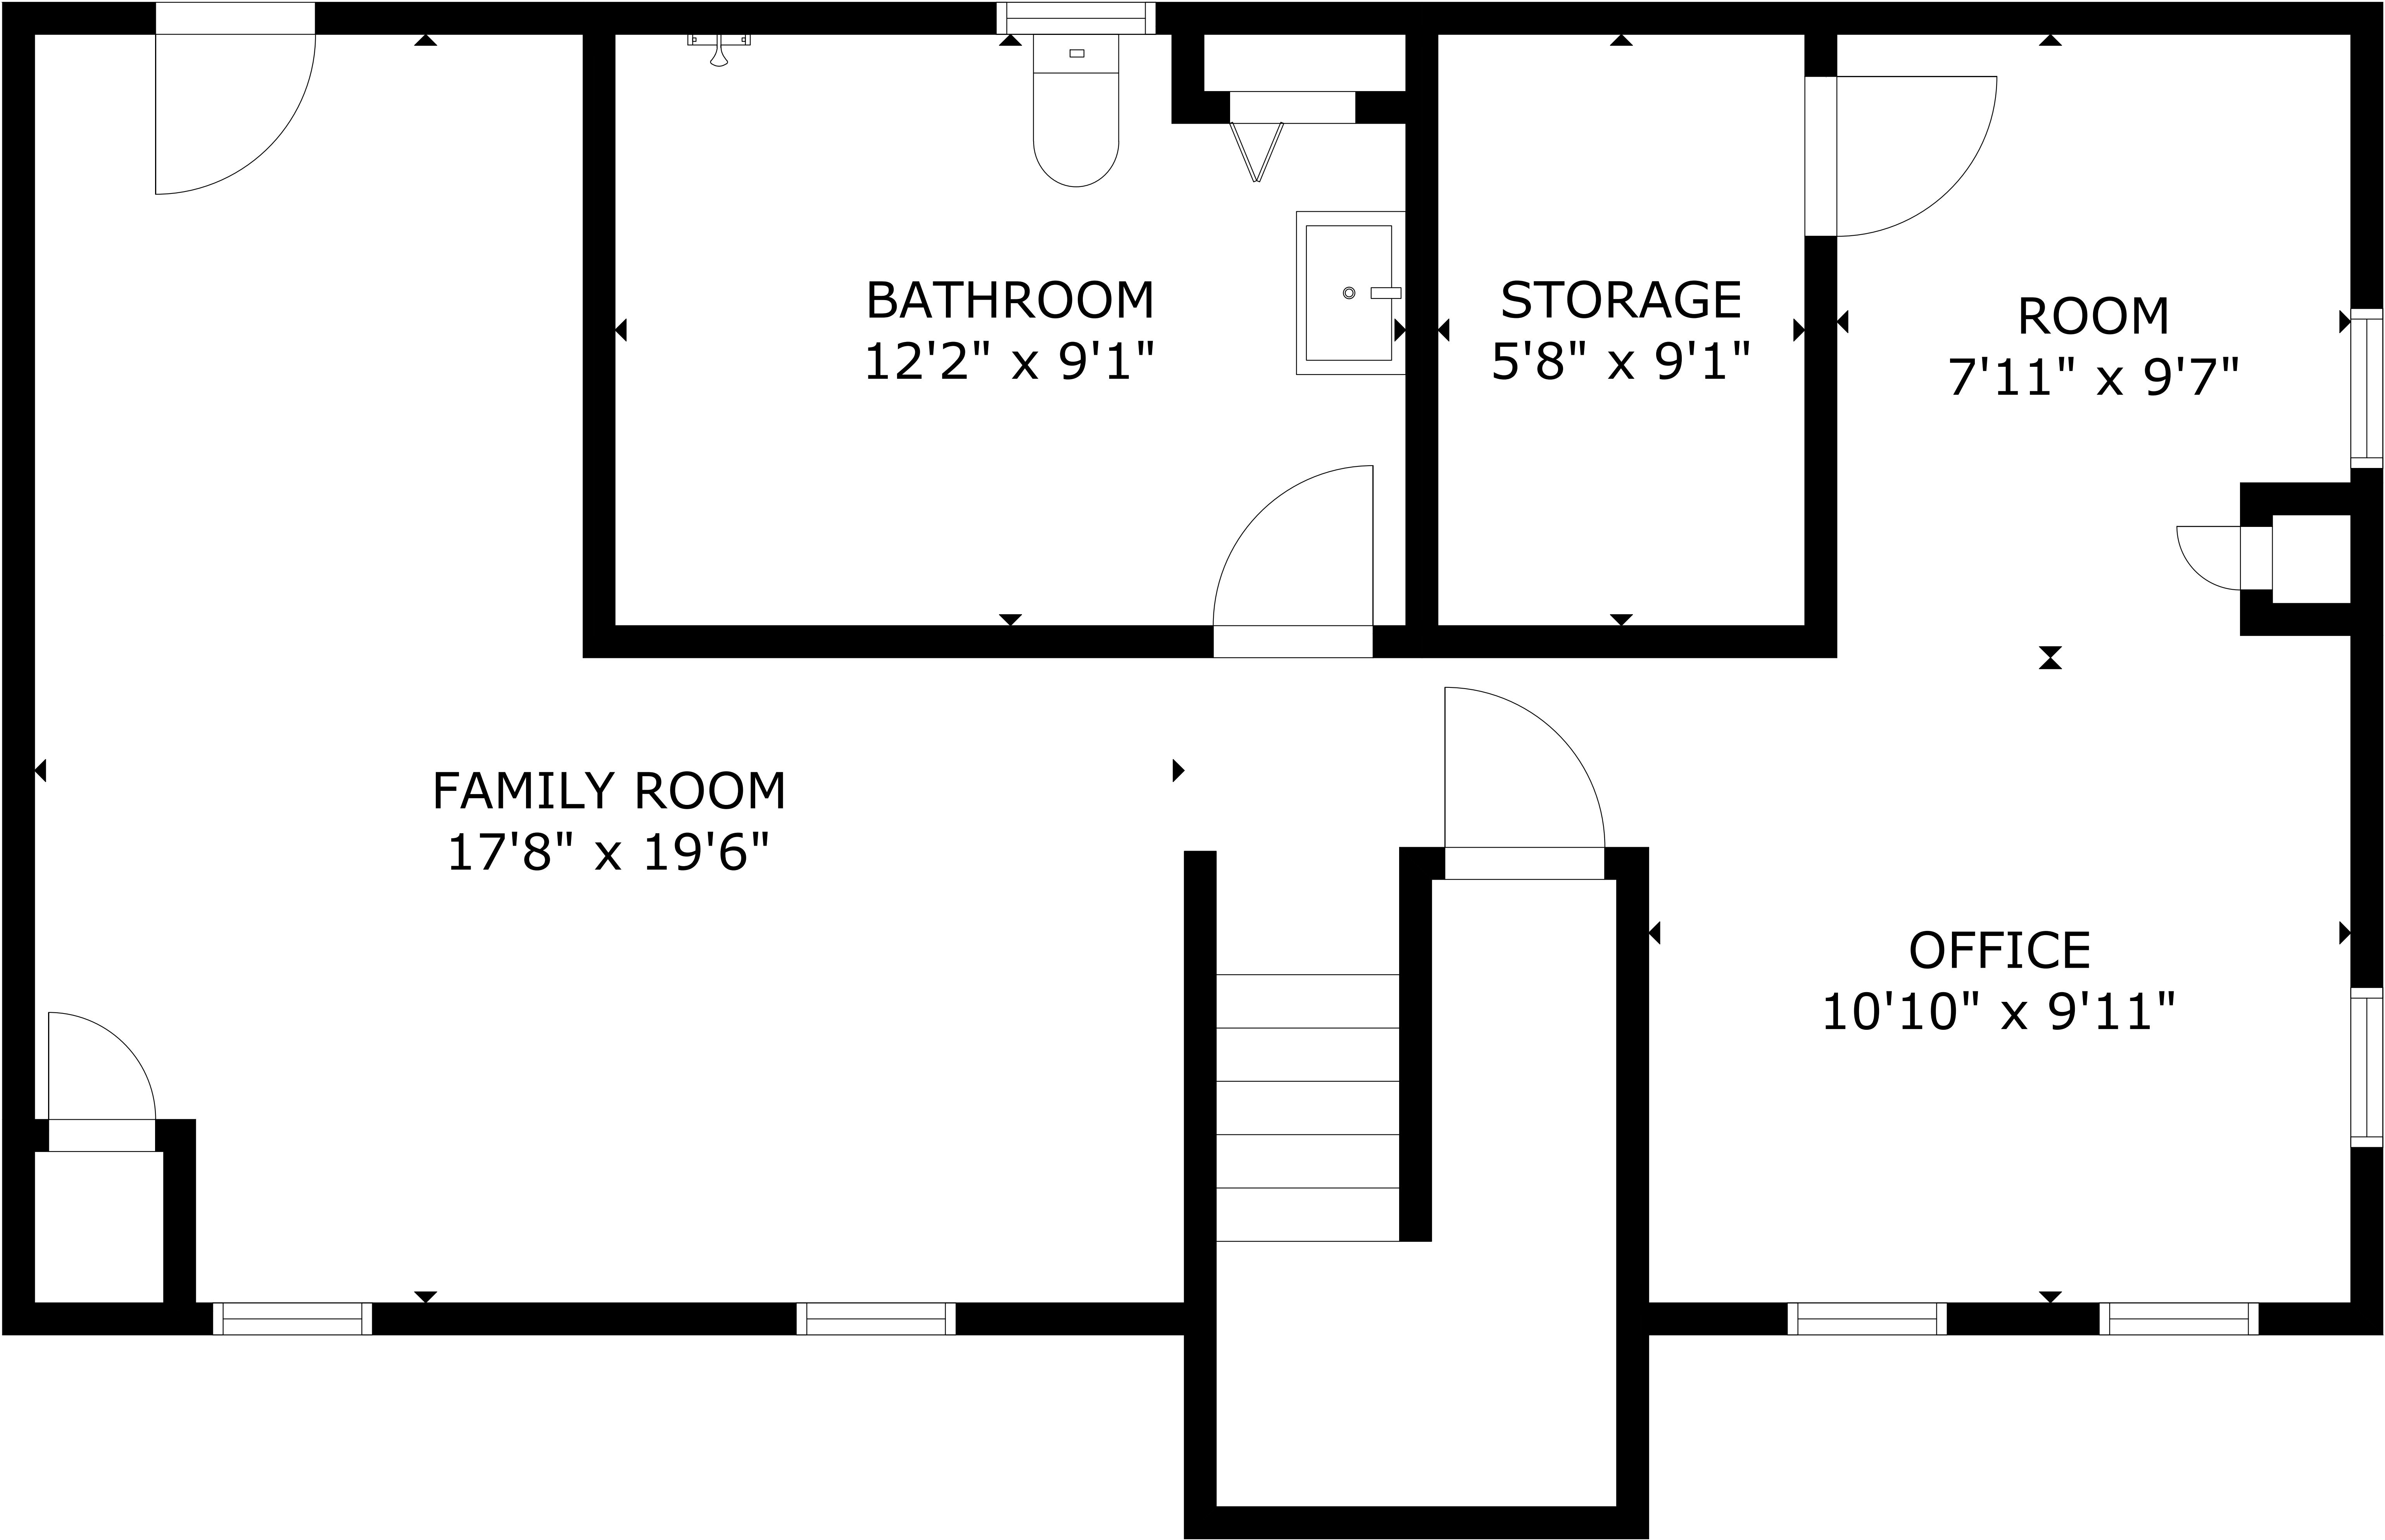 BATHROOM
12'2" x 9'1"
STORAGE
5'8" x 9'1"
ROOM
7'11" x 9'7"
FAMILY ROOM
17'8" x 19'6"
OFFICE
10'10" x 9'11"